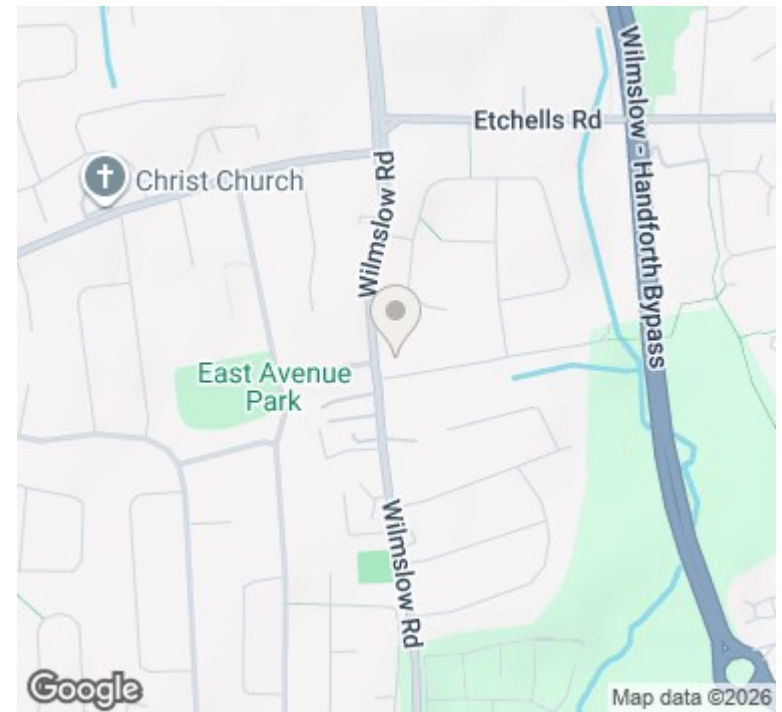 Etchells Rd
Wilmslow - Handforth Bypass
Christ Church
Wilmslow Rd
East Avenue
Park
Wilmslow Rd
Google
Map data ©2026